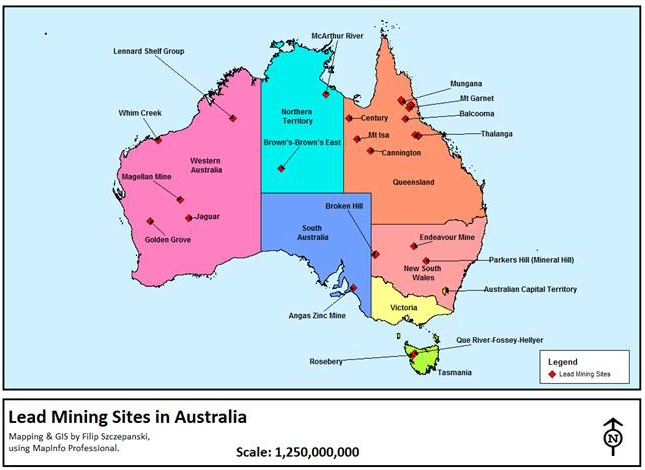 McArthur River
Lennard Shelf Group
Mungana
Mt Garnet
Whim Creek
Northern
Territory
Century
Balcooma
Mt Isa
Thalanga
Brown's-Brown's East
Cannington
Western
Australia
Magellan Mine
Queensland
Broken Hill
Jaguar
South
Australia
Endeavour Mine
Golden Grove
Parkers Hill (Mineral Hill)
New South
Wales
Australian Capital Territory
Angas Zinc Mine
Victoria
Que River-Fossey-Hellyer
Rosebery
Tasmania
Legend
Lead Mining Sites
Lead Mining Sites in Australia
Mapping & GIS by Filip Szczepanski,
using MapInfo Professional.
Scale: 1,250,000,000
N